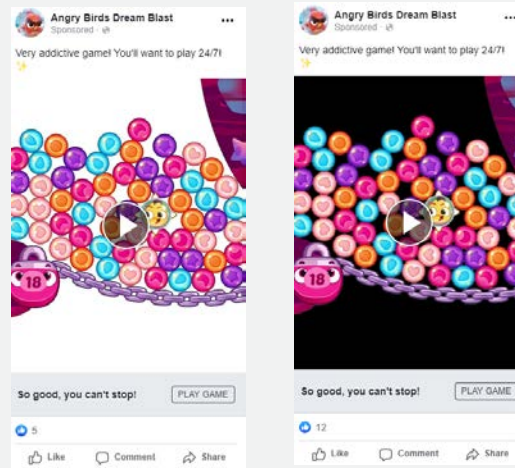 Angry Birds Dream Blast
Sponsored
Very addictive game! You'll want to play 24/7!
18
So good, you can't stop!
PLAY GAME
5
Like
Comment
Share
Angry Birds Dream Blast
Sponsored
Very addictive game! You'll want to play 24/7!
18
So good, you can't stop!
PLAY GAME
12
Like
Comment
Share